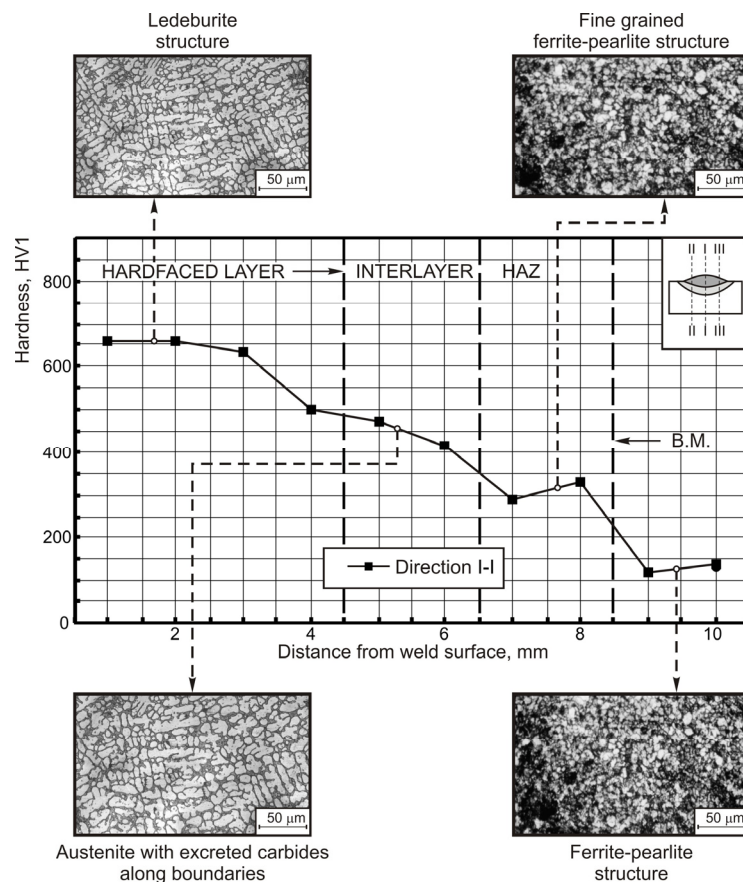 Ledeburite
structure
Fine grained
ferrite-pearlite structure
50 μm
50 μm
Hardness, HV1
800
600
400
200
0
HARDFACED LAYER
INTERLAYER
HAZ
II I III
II I III
B.M.
Direction I-I
2
4
6
8
10
Distance from weld surface, mm
50 μm
50 μm
Austenite with excreted carbides
along boundaries
Ferrite-pearlite
structure